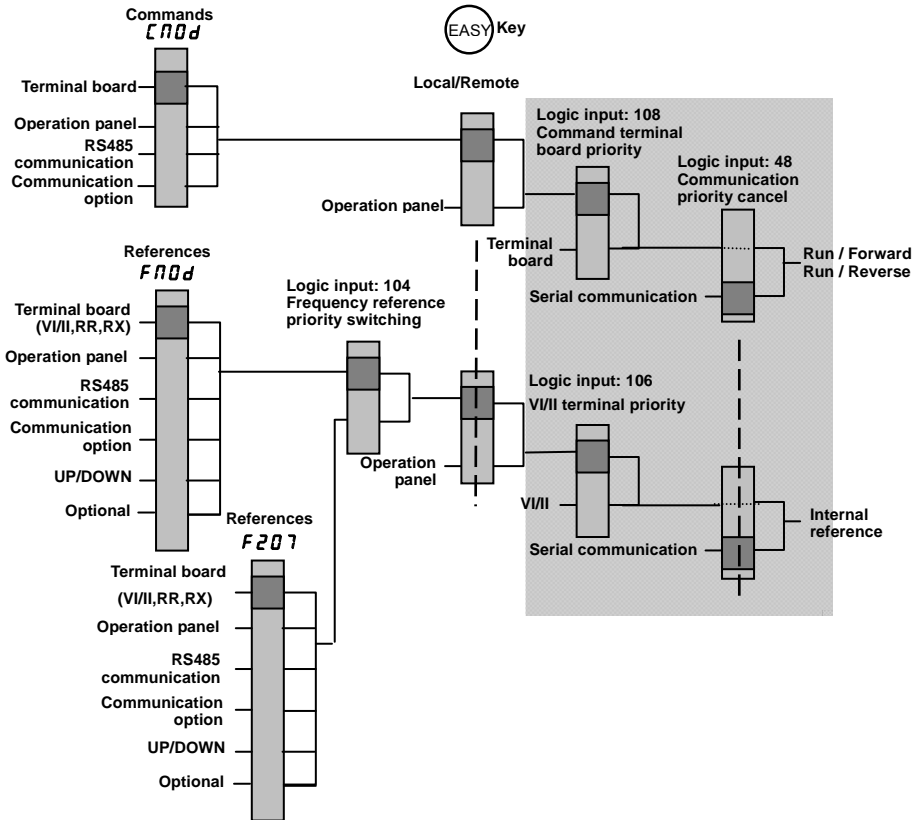 Commands
CMOd
EASY Key
Local/Remote
Terminal board
Operation panel
RS485
communication
Communication
option
Logic input: 108
Command terminal
board priority
Logic input: 48
Communication
priority cancel
Operation panel
Terminal
board
Serial communication
Run / Forward
Run / Reverse
References
FMOd
Logic input: 104
Frequency reference
priority switching
Terminal board
(VI/II,RR,RX)
Operation panel
RS485
communication
Communication
option
UP/DOWN
Optional
Logic input: 106
VI/II terminal priority
Operation
panel
VI/II
Serial communication
Internal
reference
References
F207
Terminal board
(VI/II,RR,RX)
Operation panel
RS485
communication
Communication
option
UP/DOWN
Optional